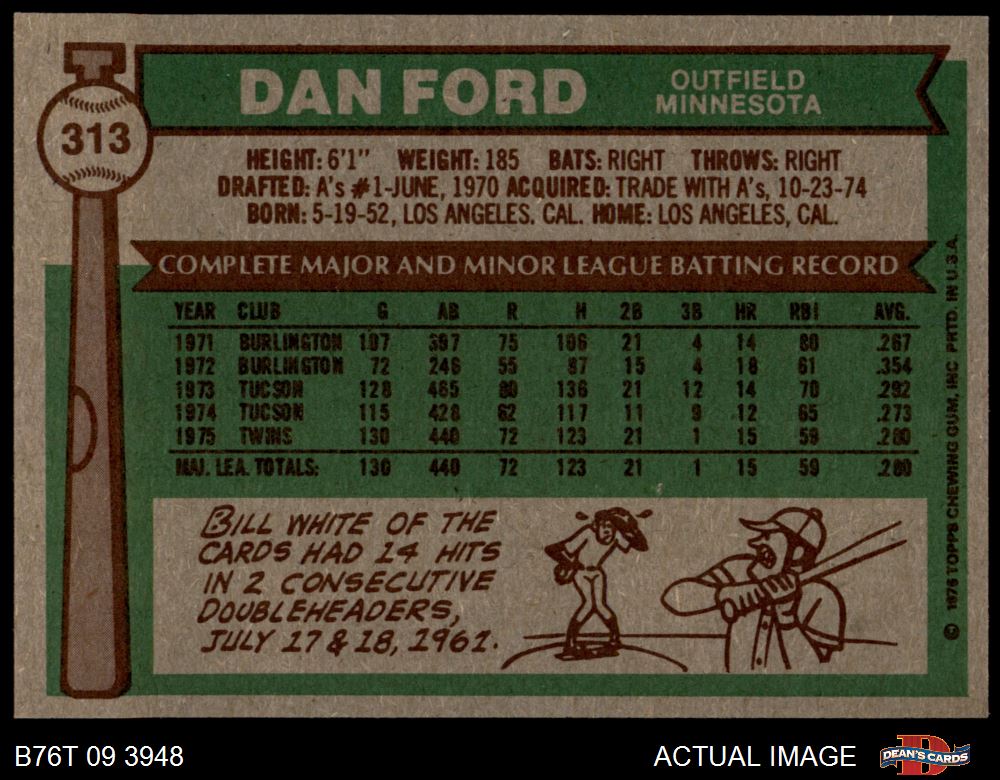 313
DAN FORD
OUTFIELD
MINNESOTA
HEIGHT: 6'1" WEIGHT: 185 BATS: RIGHT THROWS: RIGHT
DRAFTED: A's #1-JUNE, 1970 ACQUIRED: TRADE WITH A's, 10-23-74
BORN: 5-19-52, LOS ANGELES. CAL. HOME: LOS ANGELES, CAL.
COMPLETE MAJOR AND MINOR LEAGUE BATTING RECORD
YEAR CLUB G AB R H 2B 3B HR RBI AVG.
1971 BURLINGTON 107 397 75 106 21 4 14 80 .267
1972 BURLINGTON 72 246 55 87 15 4 18 61 .354
1973 TUCSON 128 465 80 136 21 12 14 70 .292
1974 TUCSON 115 428 62 117 11 9 12 65 .273
1975 TWINS 130 440 72 123 21 1 15 59 .280
MAJ. LEA. TOTALS: 130 440 72 123 21 1 15 59 .280
BILL WHITE OF THE
CARDS HAD 14 HITS
IN 2 CONSECUTIVE
DOUBLEHEADERS,
JULY 17 & 18, 1961.
© 1976 TOPPS CHEWING GUM, INC PRTD. IN U.S.A.
B76T 09 3948
ACTUAL IMAGE
DEAN'S CARDS